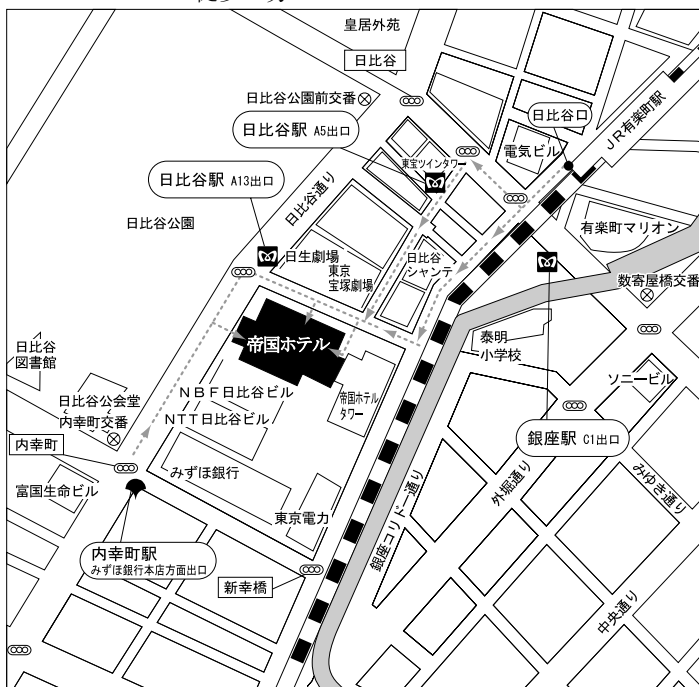 皇居外苑
日比谷
日比谷公園前交番
日比谷口
JR有楽町駅
日比谷駅 A5出口
電気ビル
東宝ツインタワー
日比谷駅 A13出口
日比谷通り
日比谷公園
有楽町マリオン
日生劇場
東京
宝塚劇場
日比谷
シャンテ
数寄屋橋交番
帝国ホテル
泰明
小学校
日比谷
図書館
ソニービル
NBF日比谷ビル
帝国ホテル
タワー
日比谷公会堂
内幸町交番
NTT日比谷ビル
銀座駅 C1出口
内幸町
みずほ銀行
外堀通り
みゆき通り
富国生命ビル
東京電力
銀座コリドー通り
内幸町駅
みずほ銀行本店方面出口
新幸橋
中央通り